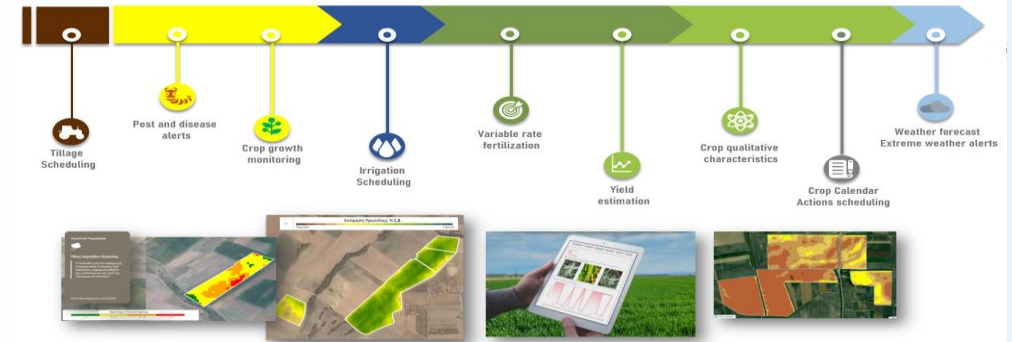 Tillage
Scheduling
Pest and disease
alerts
Crop growth
monitoring
Irrigation
Scheduling
Variable rate
fertilization
Yield
estimation
Crop qualitative
characteristics
Crop Calendar
Actions scheduling
Weather forecast
Extreme weather alerts